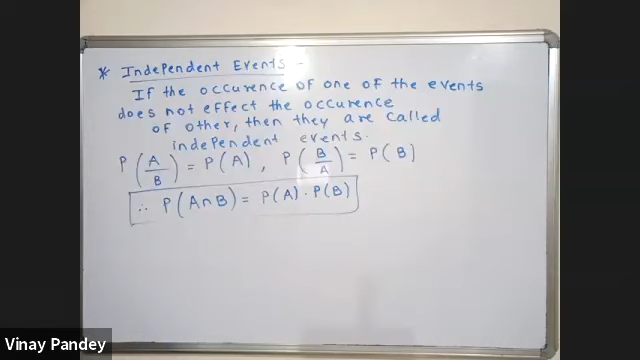 * Independent Events -
If the occurence of one of the events
does not effect the occurence
of other, then they are called
independent events.
P(A/B) = P(A), P(B/A) = P(B)
∴ P(A∩B) = P(A) · P(B)
Vinay Pandey